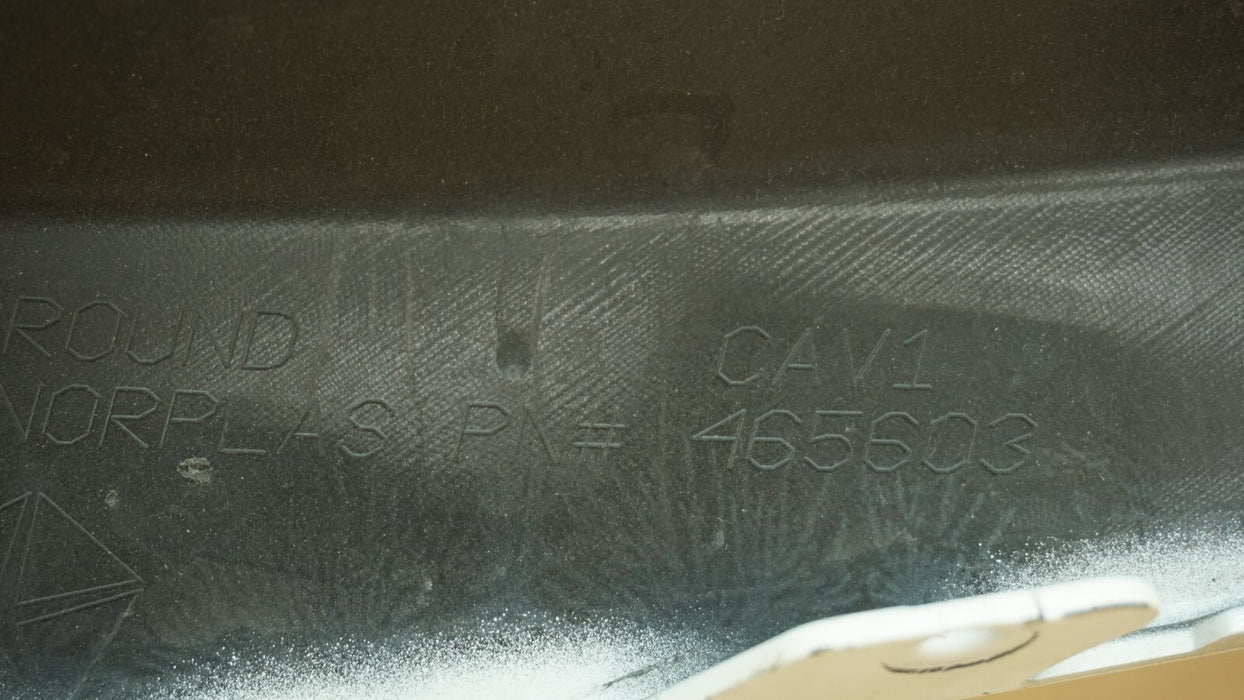 ROUND CAV1
NORPLAS PN# 465603